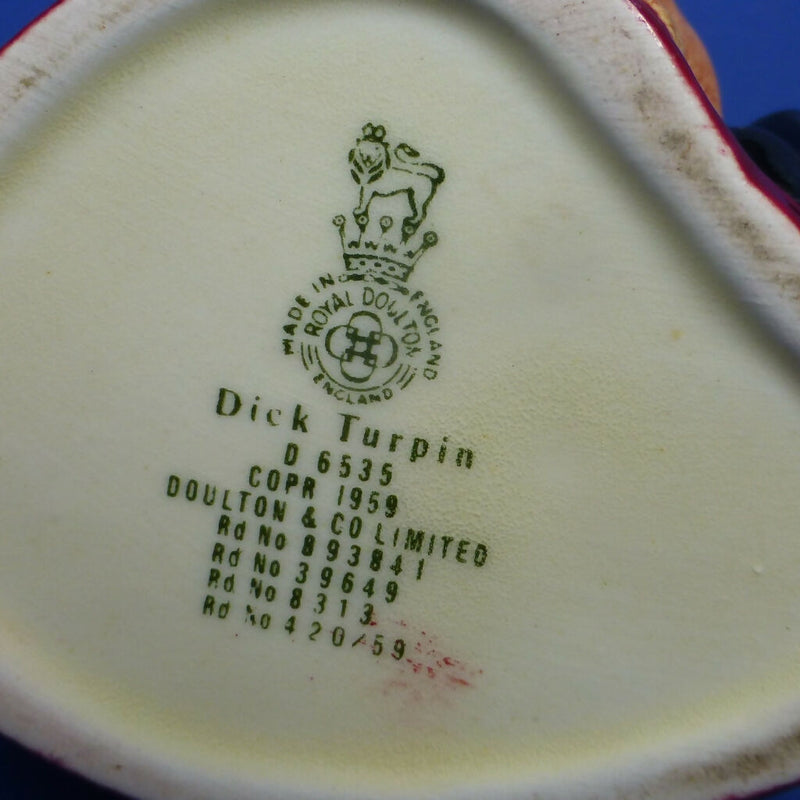 MADE IN ENGLAND
ROYAL DOULTON
ENGLAND
Dick Turpin
D 6535
COPR 1959
DOULTON & CO LIMITED
Rd No 893841
Rd No 39649
Rd No 8313
Rd No 420/59